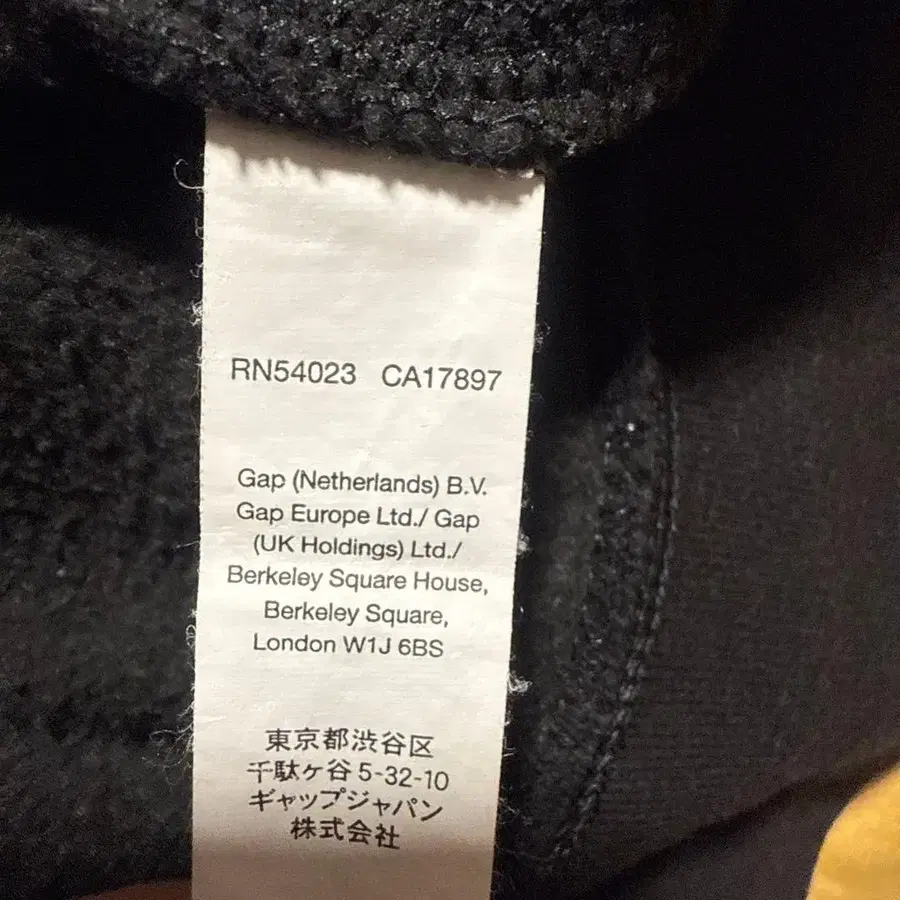 RN54023 CA17897
Gap (Netherlands) B.V.
Gap Europe Ltd./ Gap
(UK Holdings) Ltd./
Berkeley Square House,
Berkeley Square,
London W1J 6BS
東京都渋谷区
千駄ヶ谷 5-32-10
ギャップジャパン
株式会社